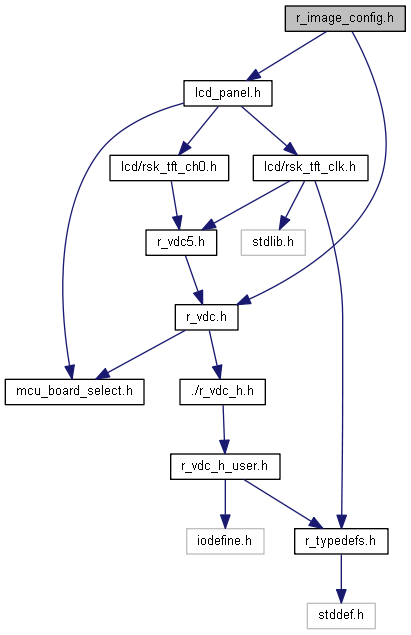 r_image_config.h
lcd_panel.h
lcd/rsk_tft_ch0.h
lcd/rsk_tft_clk.h
r_vdc5.h
stdlib.h
r_vdc.h
mcu_board_select.h
./r_vdc_h.h
r_vdc_h_user.h
iodefine.h
r_typedefs.h
stddef.h